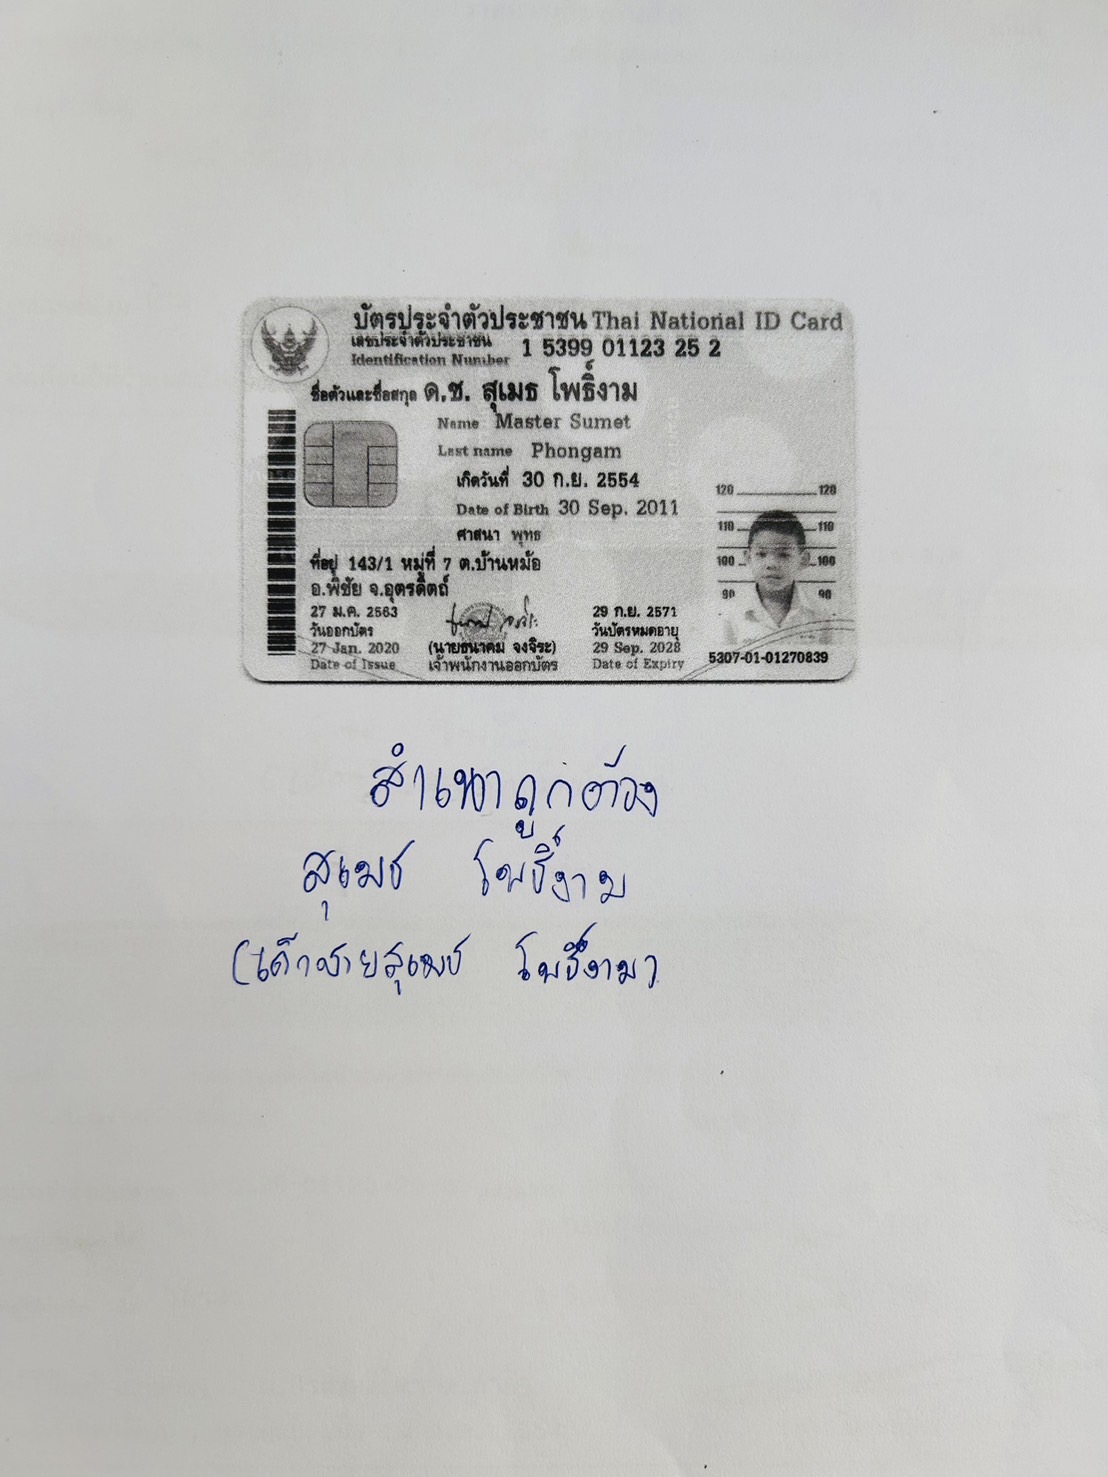 บัตรประจำตัวประชาชน Thai National ID Card
เลขประจำตัวประชาชน
Identification Number 1 5399 01123 25 2
ชื่อตัวและชื่อสกุล ด.ช. สุเมธ โพธิ์งาม
Name Master Sumet
Last name Phongam
เกิดวันที่ 30 ก.ย. 2554
Date of Birth 30 Sep. 2011
ศาสนา พุทธ
ที่อยู่ 143/1 หมู่ที่ 7 ต.บ้านหม้อ
อ.พิชัย จ.อุตรดิตถ์
120 120
110 110
100 100
90 90
27 ม.ค. 2563
วันออกบัตร
27 Jan. 2020
Date of Issue
(นายธนาคม จงจิระ)
เจ้าพนักงานออกบัตร
29 ก.ย. 2571
วันบัตรหมดอายุ
29 Sep. 2028
Date of Expiry
5307-01-01270839
สำเนาถูกต้อง
สุเมธ โพธิ์งาม
(เด็กชายสุเมธ โพธิ์งาม)